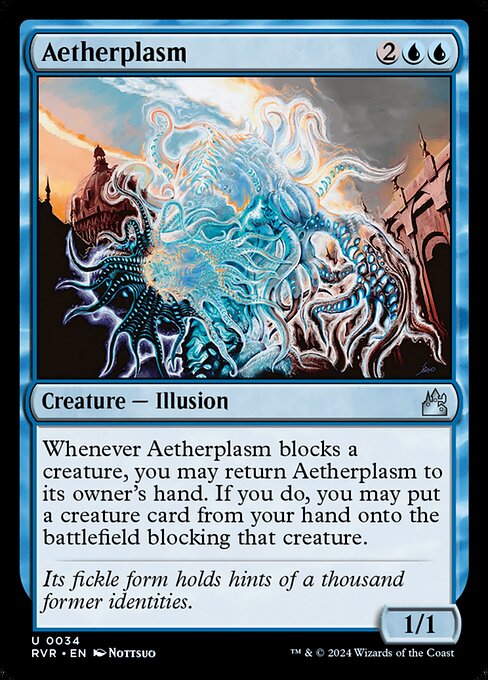 Aetherplasm 2
Creature — Illusion
Whenever Aetherplasm blocks a
creature, you may return Aetherplasm to
its owner's hand. If you do, you may put
a creature card from your hand onto the
battlefield blocking that creature.
Its fickle form holds hints of a thousand
former identities.
1/1
U 0034
RVR • EN Nottsuo
™ & © 2024 Wizards of the Coast